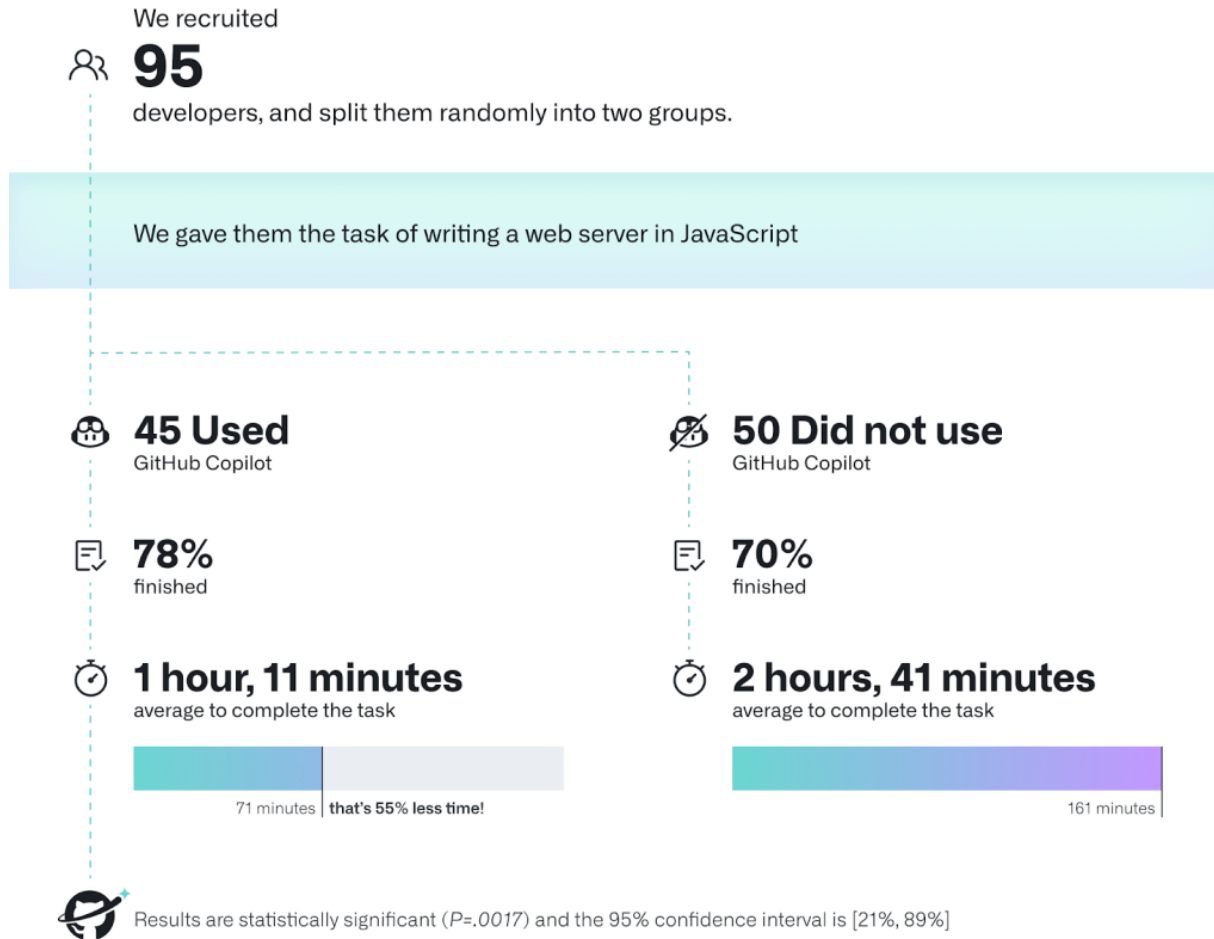 We recruited
95
developers, and split them randomly into two groups.
We gave them the task of writing a web server in JavaScript
45 Used
GitHub Copilot
78%
finished
1 hour, 11 minutes
average to complete the task
71 minutes
that's 55% less time!
50 Did not use
GitHub Copilot
70%
finished
2 hours, 41 minutes
average to complete the task
161 minutes
Results are statistically significant (P=.0017) and the 95% confidence interval is [21%, 89%]